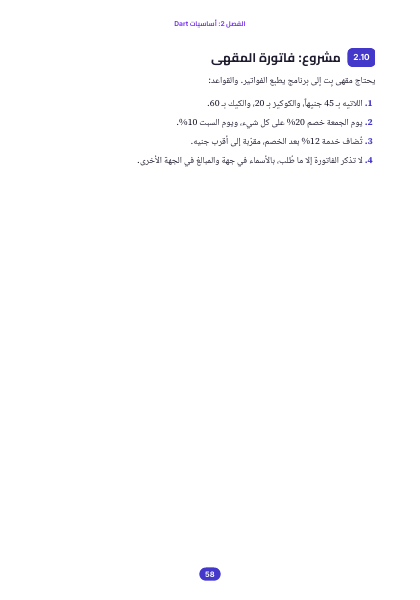 الفصل 2: أساسيات Dart
2.10 مشروع: فاتورة المقهى
يحتاج مقهى بِت إلى برنامج يطبع الفواتير. والقواعد:
1. اللاتيه بـ 45 جنيهاً، والكوكيز بـ 20، والكيك بـ 60.
2. يوم الجمعة خصم 20% على كل شيء، ويوم السبت 10%.
3. تُضاف خدمة 12% بعد الخصم، مقرّبة إلى أقرب جنيه.
4. لا تذكر الفاتورة إلا ما طُلب، بالأسماء في جهة والمبالغ في الجهة الأخرى.
58